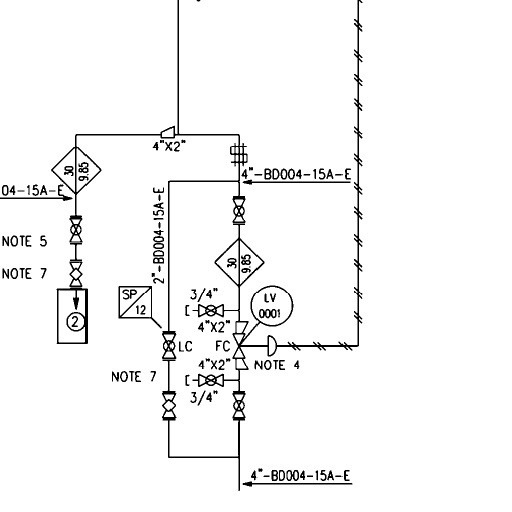 4"X2"
30
9.85
4"-BD004-15A-E
04-15A-E
2"-BD004-15A-E
NOTE 5
30
9.85
NOTE 7
SP
12
3/4"
LV
0001
2
4"X2"
LC
FC
4"X2"
NOTE 4
NOTE 7
3/4"
4"-BD004-15A-E